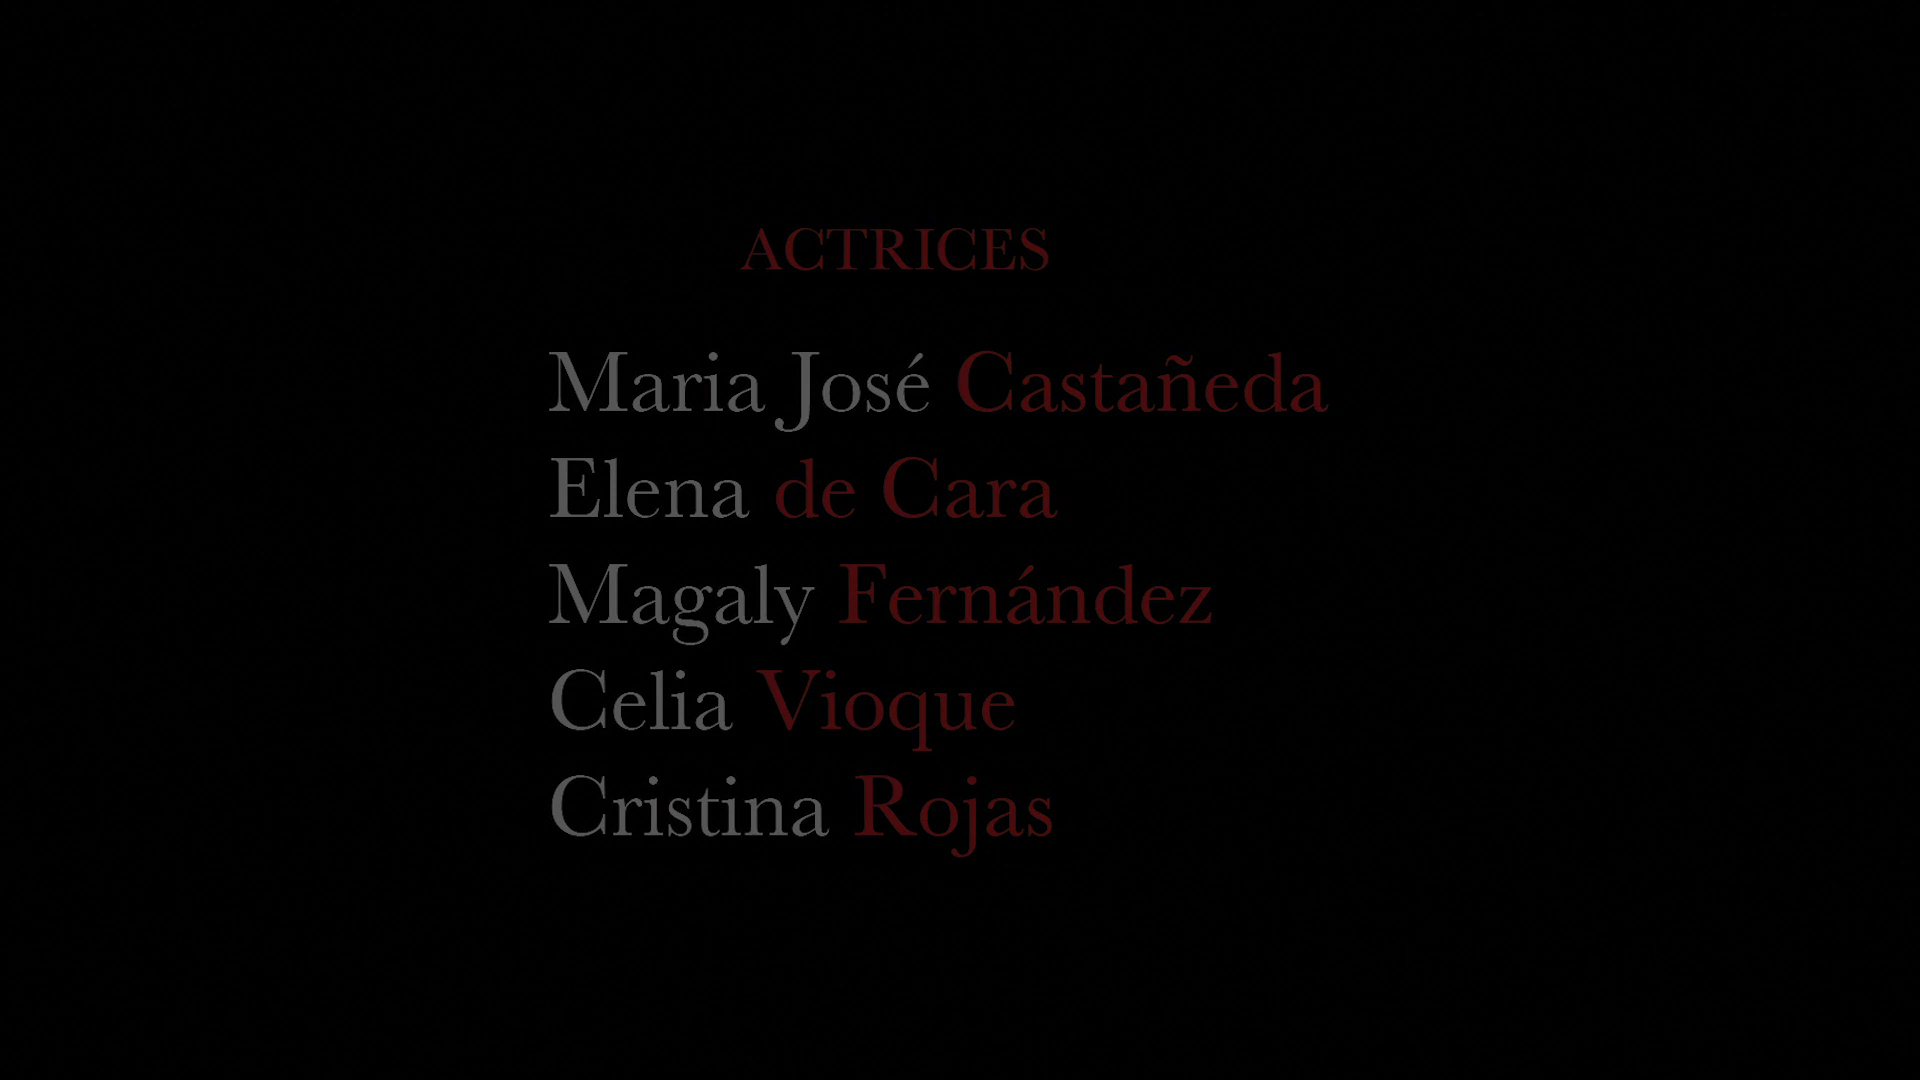 ACTRICES
Maria José Castañeda
Elena de Cara
Magaly Fernández
Celia Vioque
Cristina Rojas